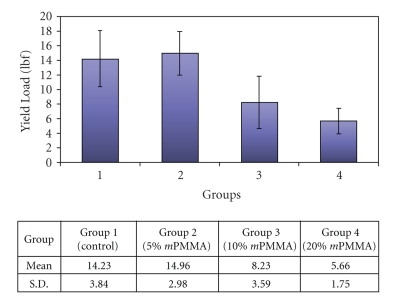 20
18
16
14
12
10
8
6
4
2
0
Yield Load (lbf)
1 2 3 4
Groups
Group Group 1 (control) Group 2 (5% mPMMA) Group 3 (10% mPMMA) Group 4 (20% mPMMA)
Mean 14.23 14.96 8.23 5.66
S.D. 3.84 2.98 3.59 1.75